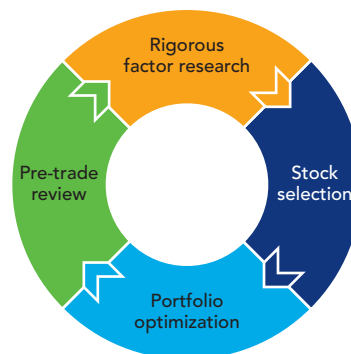 Rigorous
factor research
Stock
selection
Portfolio
optimization
Pre-trade
review